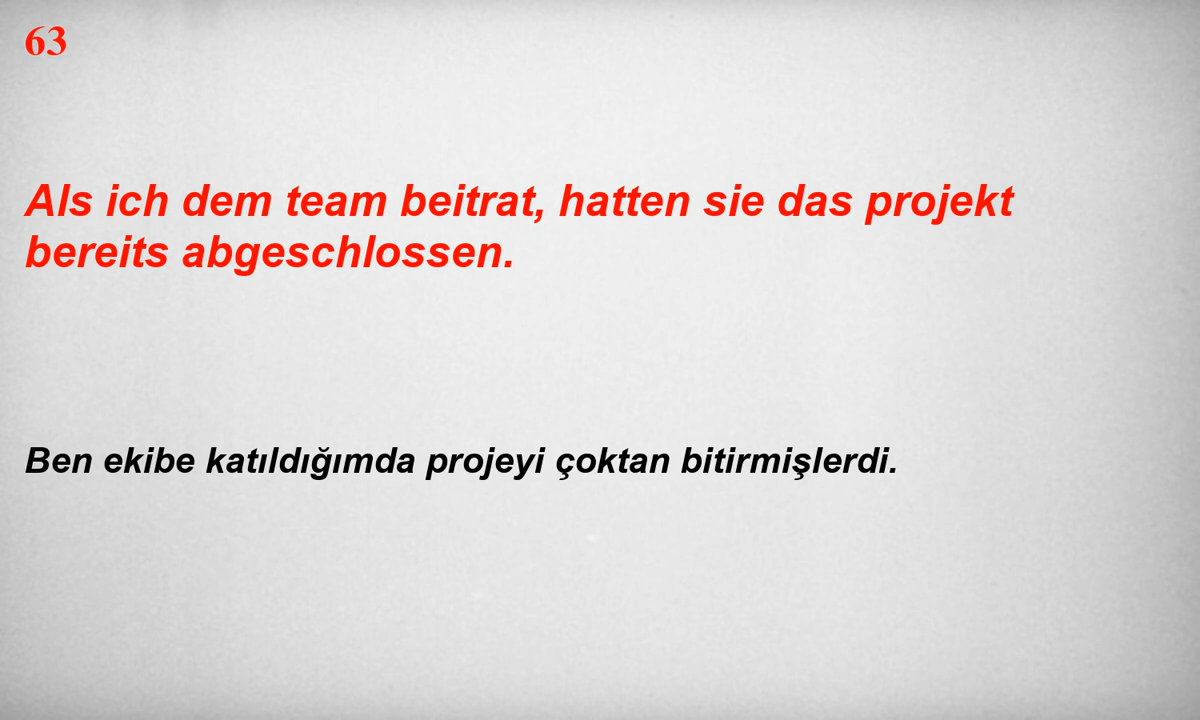 63
Als ich dem team beitrat, hatten sie das projekt
bereits abgeschlossen.
Ben ekibe katıldığımda projeyi çoktan bitirmişlerdi.